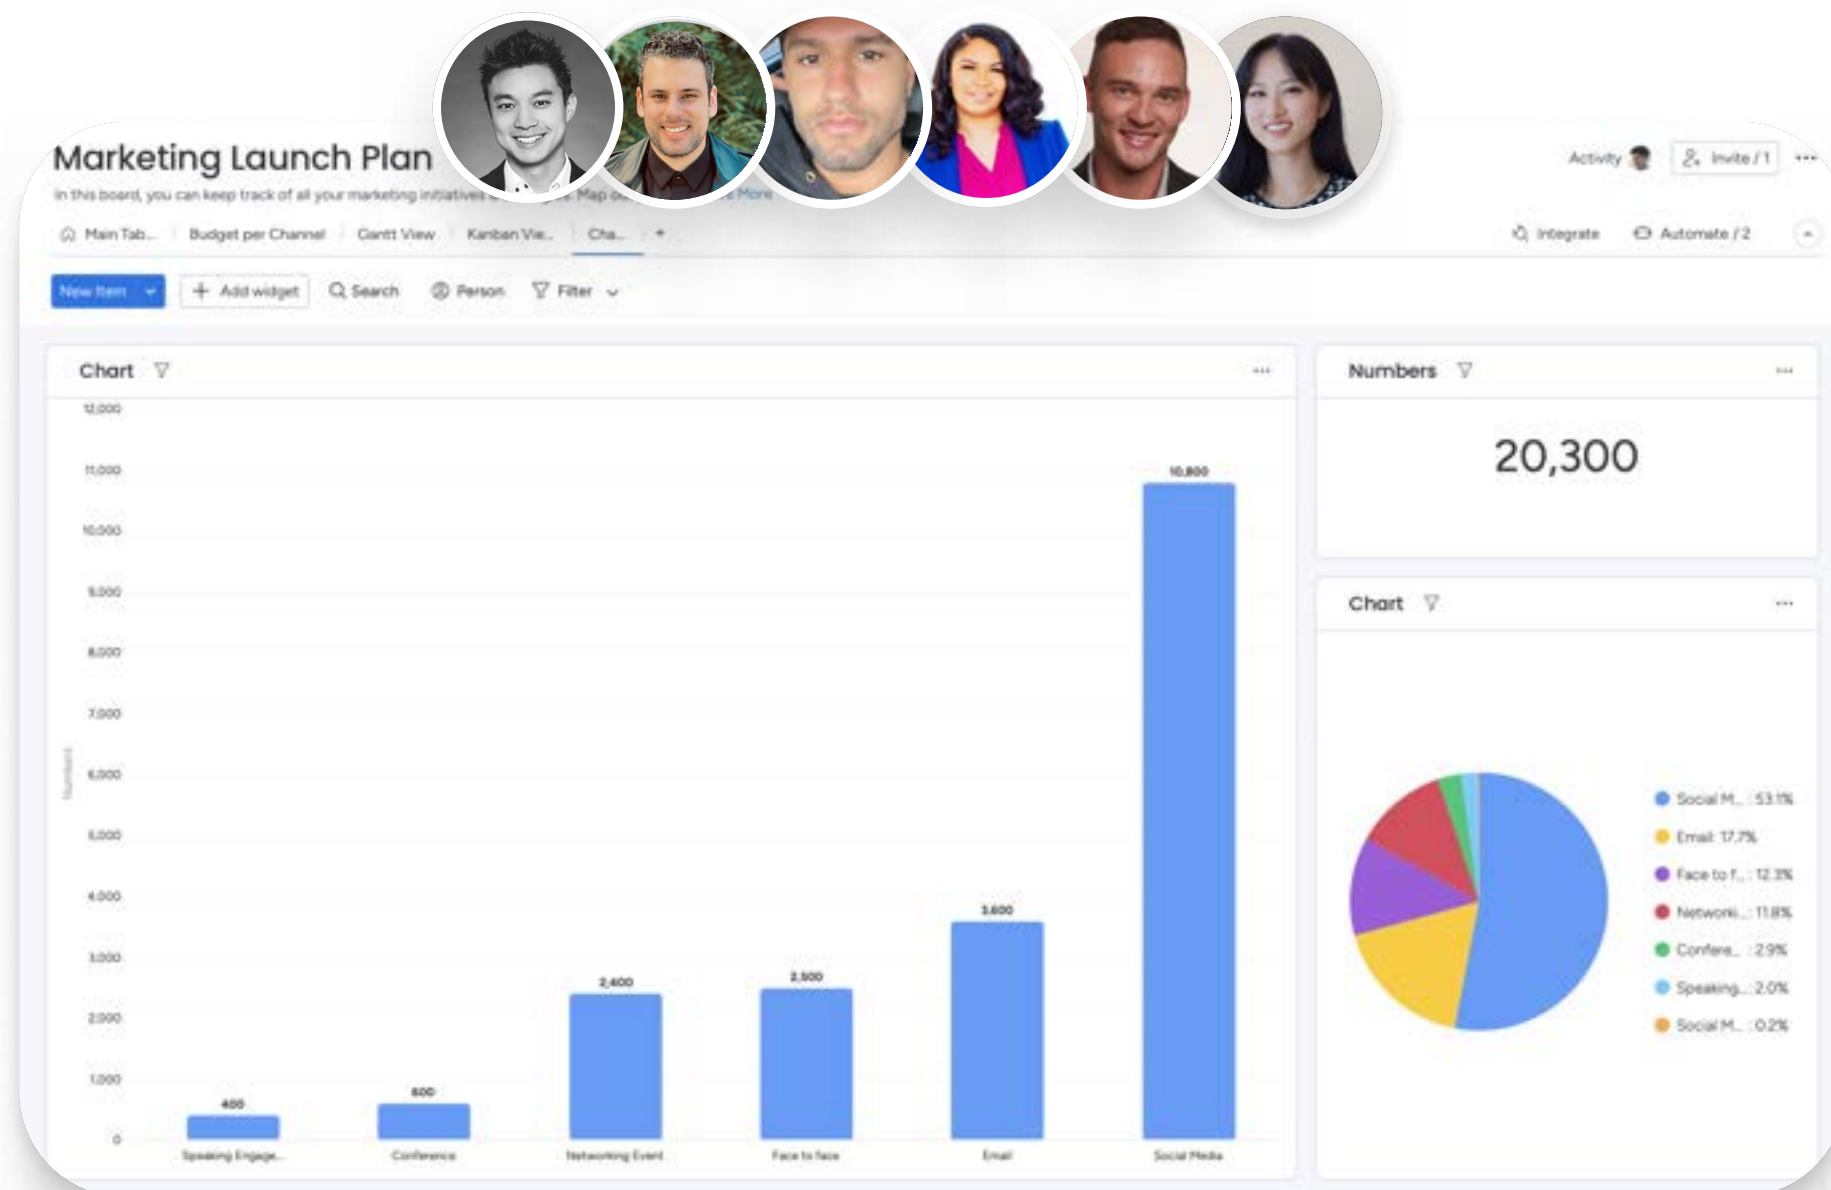 Marketing Launch Plan
Activity
Invite / 1
In this board, you can keep track of all your marketing initiatives
Map
More
Main Tab...
Budget per Channel
Gantt View
Kanban Vie...
Cha...
+
Integrate
Automate / 2
New Item
+ Add widget
Search
Person
Filter
Chart
12,000
11,000
10,000
9,000
8,000
7,000
6,000
5,000
4,000
3,000
2,000
1,000
0
Numbers
400
600
2,400
2,500
3,600
10,800
Speaking Engage...
Conference
Networking Event
Face to face
Email
Social Media
Numbers
20,300
Chart
Social M... : 53.1%
Email: 17.7%
Face to f... : 12.3%
Networki... : 11.8%
Confere... : 2.9%
Speaking... : 2.0%
Social M... : 0.2%